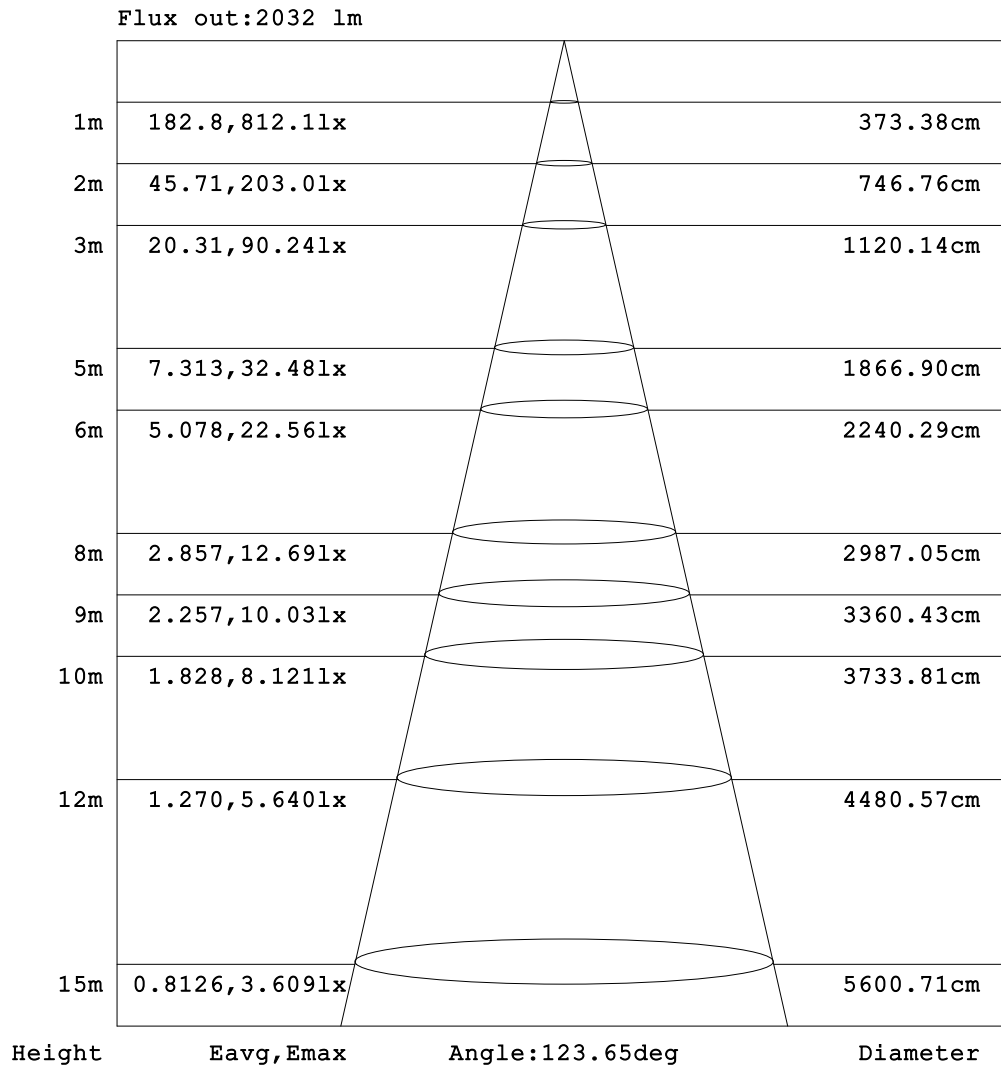 Flux out:2032 lm
1m 182.8,812.1lx 373.38cm
2m 45.71,203.0lx 746.76cm
3m 20.31,90.24lx 1120.14cm
5m 7.313,32.48lx 1866.90cm
6m 5.078,22.56lx 2240.29cm
8m 2.857,12.69lx 2987.05cm
9m 2.257,10.03lx 3360.43cm
10m 1.828,8.121lx 3733.81cm
12m 1.270,5.640lx 4480.57cm
15m 0.8126,3.609lx 5600.71cm
Height Eavg,Emax Angle:123.65deg Diameter